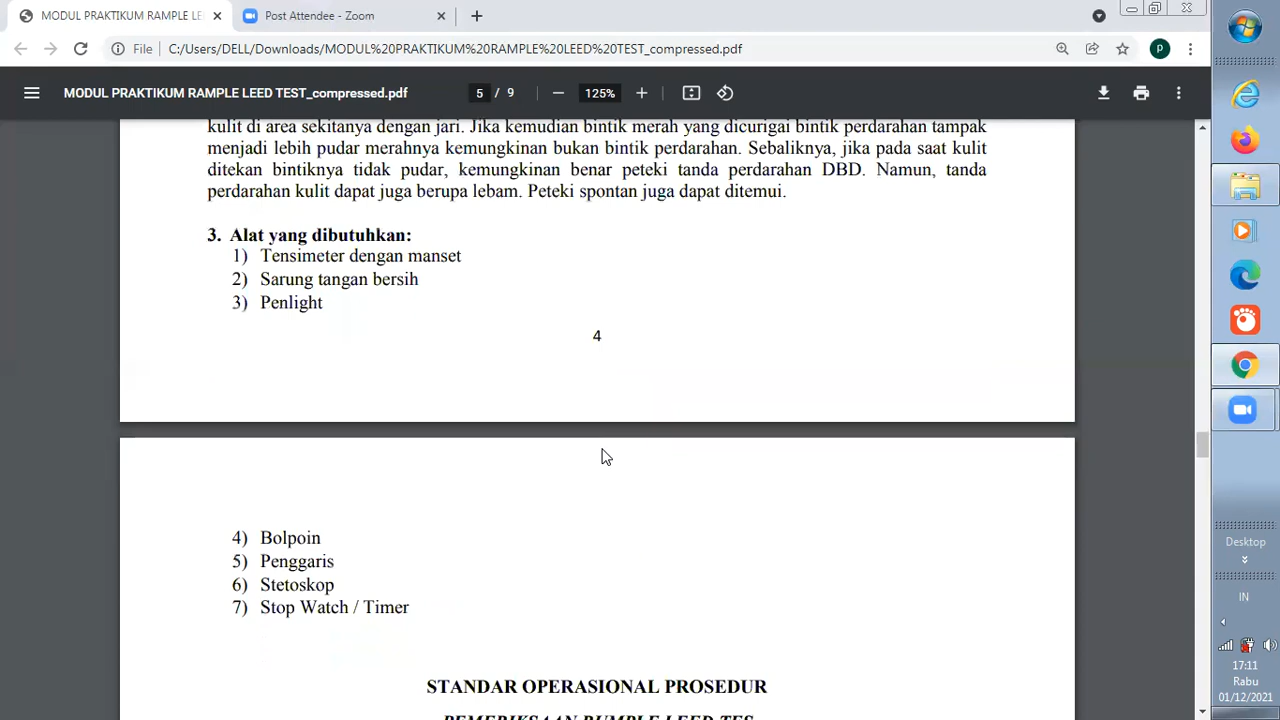 MODUL PRAKTIKUM RAMPLE LE
Post Attendee - Zoom
File
C:/Users/DELL/Downloads/MODUL%20PRAKTIKUM%20RAMPLE%20LEED%20TEST_compressed.pdf
P
MODUL PRAKTIKUM RAMPLE LEED TEST_compressed.pdf
5 / 9
125%
kulit di area sekitanya dengan jari. Jika kemudian bintik merah yang dicurigai bintik perdarahan tampak
menjadi lebih pudar merahnya kemungkinan bukan bintik perdarahan. Sebaliknya, jika pada saat kulit
ditekan bintiknya tidak pudar, kemungkinan benar peteki tanda perdarahan DBD. Namun, tanda
perdarahan kulit dapat juga berupa lebam. Peteki spontan juga dapat ditemui.
3. Alat yang dibutuhkan:
1) Tensimeter dengan manset
2) Sarung tangan bersih
3) Penlight
4
4) Bolpoin
5) Penggaris
6) Stetoskop
7) Stop Watch / Timer
STANDAR OPERASIONAL PROSEDUR
PEMERIKSAAN RUMPLE LEED TES
Desktop
IN
17:11
Rabu
01/12/2021